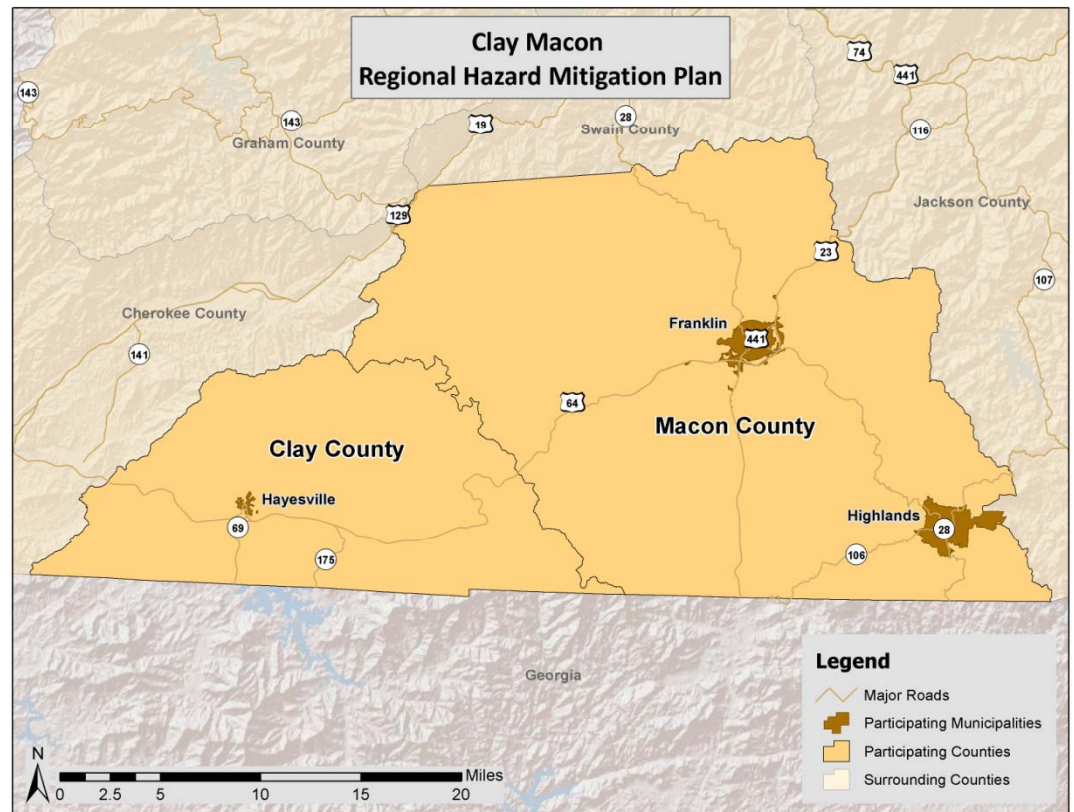 Clay Macon
Regional Hazard Mitigation Plan
74
441
143
28
143
19
Swain County
116
Graham County
Jackson County
129
23
107
Cherokee County
Franklin
441
141
64
Macon County
Clay County
Hayesville
Highlands
69
28
175
106
Georgia
Legend
Major Roads
Participating Municipalities
Participating Counties
Surrounding Counties
N
Miles
0 2.5 5 10 15 20